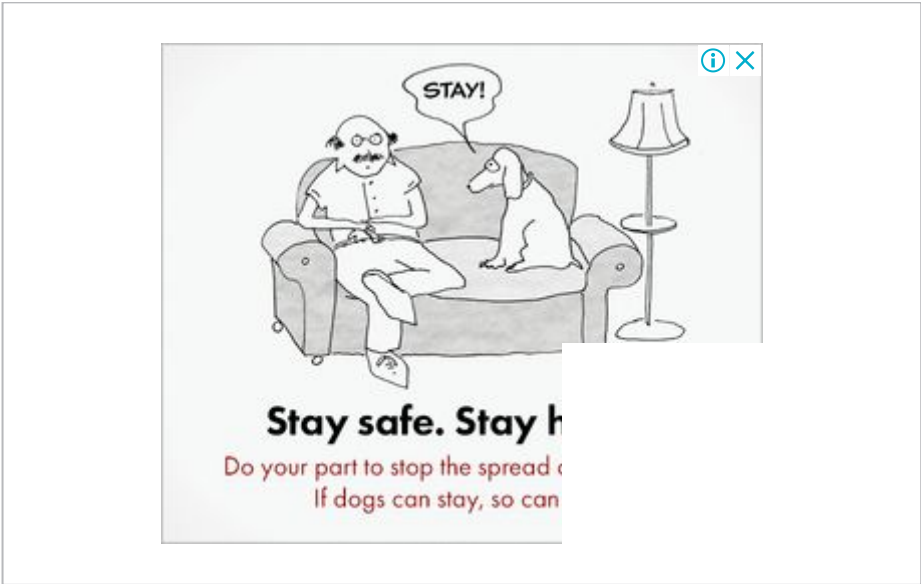 STAY!
Stay safe. Stay h
Do your part to stop the spread
If dogs can stay, so can